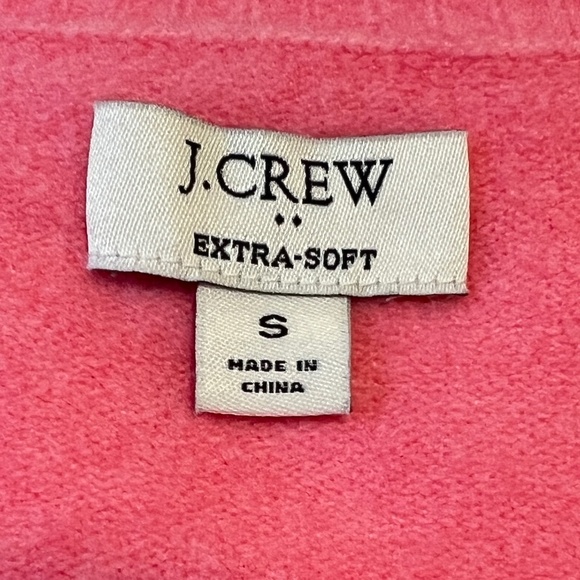 J.CREW
EXTRA-SOFT
S
MADE IN
CHINA